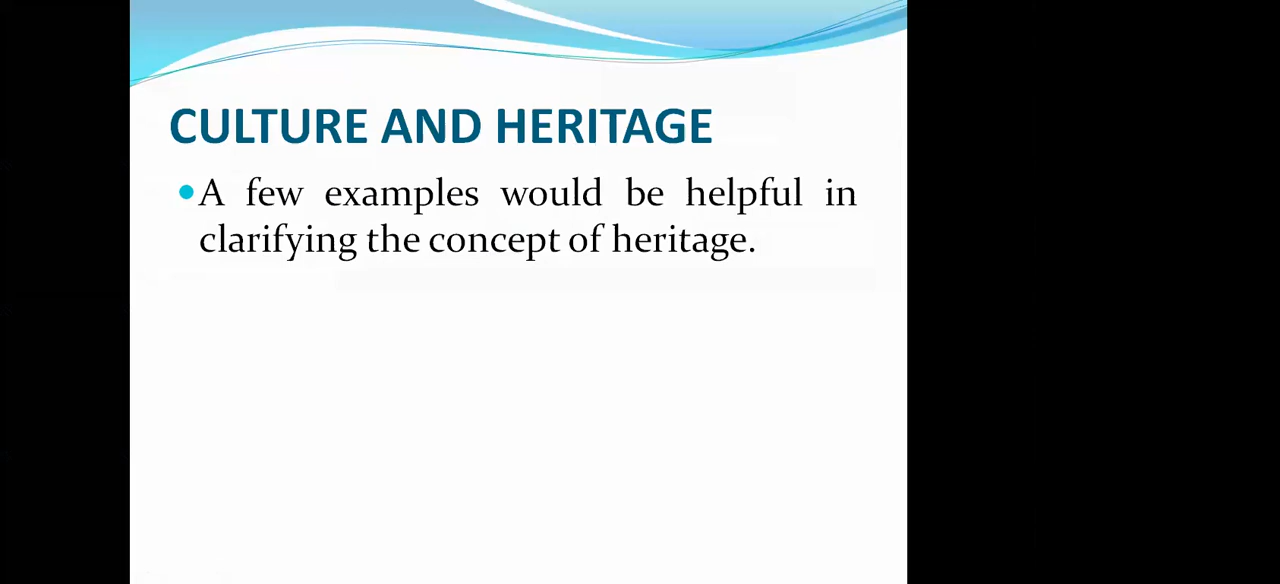 CULTURE AND HERITAGE
•A few examples would be helpful in
clarifying the concept of heritage.